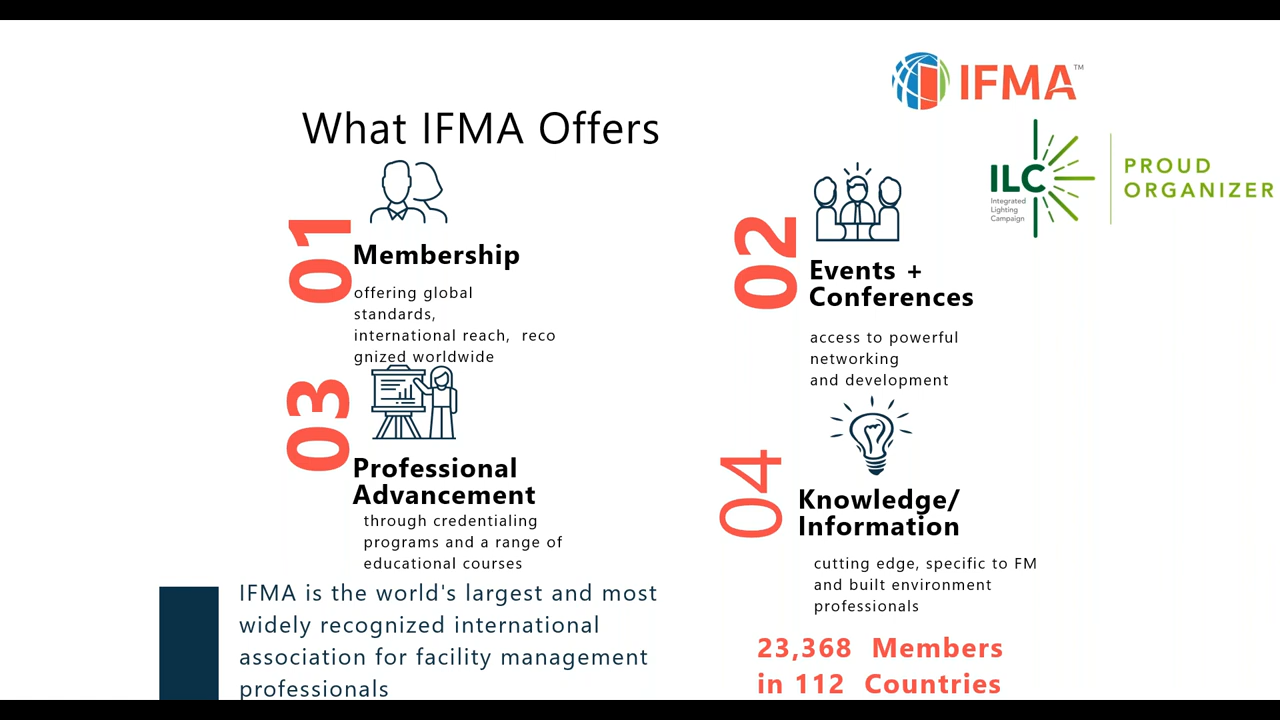 IFMA™
What IFMA Offers
ILC
Integrated
Lighting
Campaign
PROUD
ORGANIZER
01
Membership
offering global
standards,
international reach,  reco
gnized worldwide
02
Events +
Conferences
access to powerful
networking
and development
03
Professional
Advancement
through credentialing
programs and a range of
educational courses
04
Knowledge/
Information
cutting edge, specific to FM
and built environment
professionals
IFMA is the world's largest and most
widely recognized international
association for facility management
professionals
23,368  Members
in 112  Countries